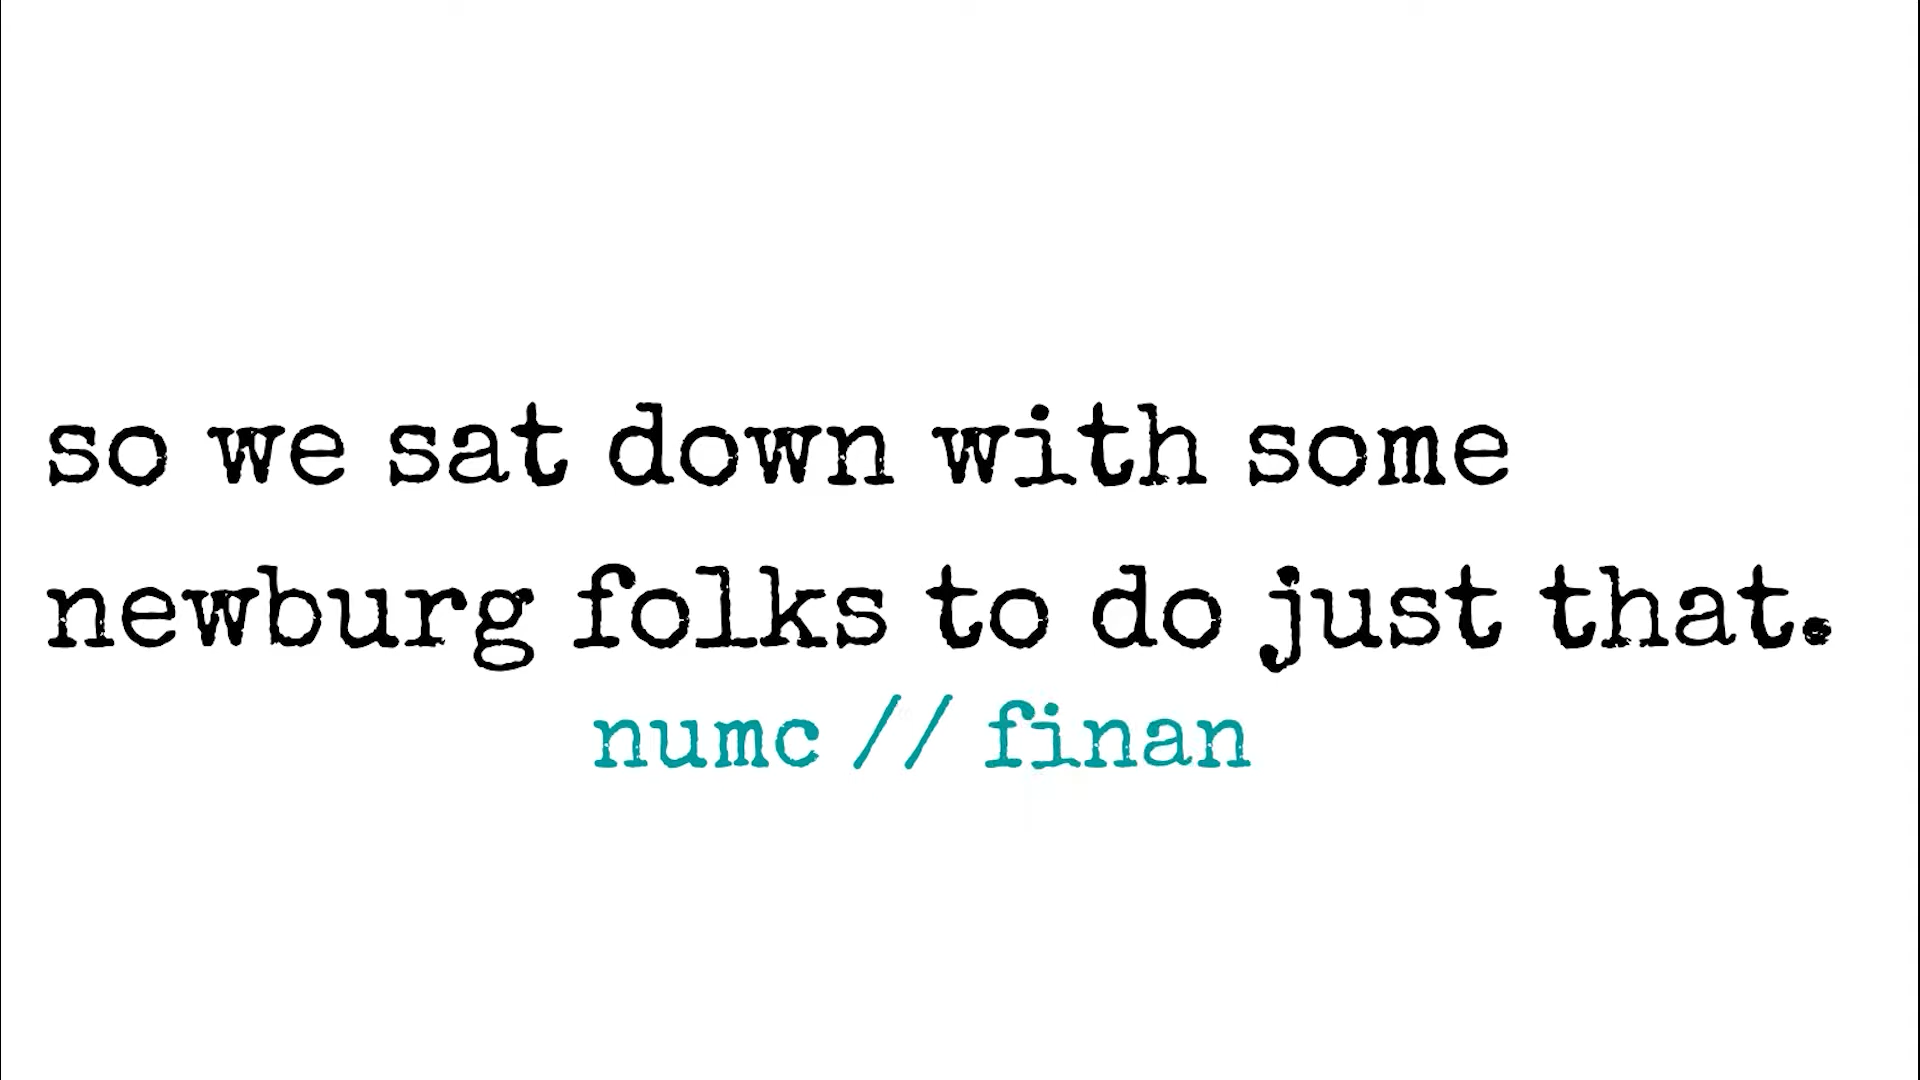 so we sat down with some
newburg folks to do just that.
numc // finan